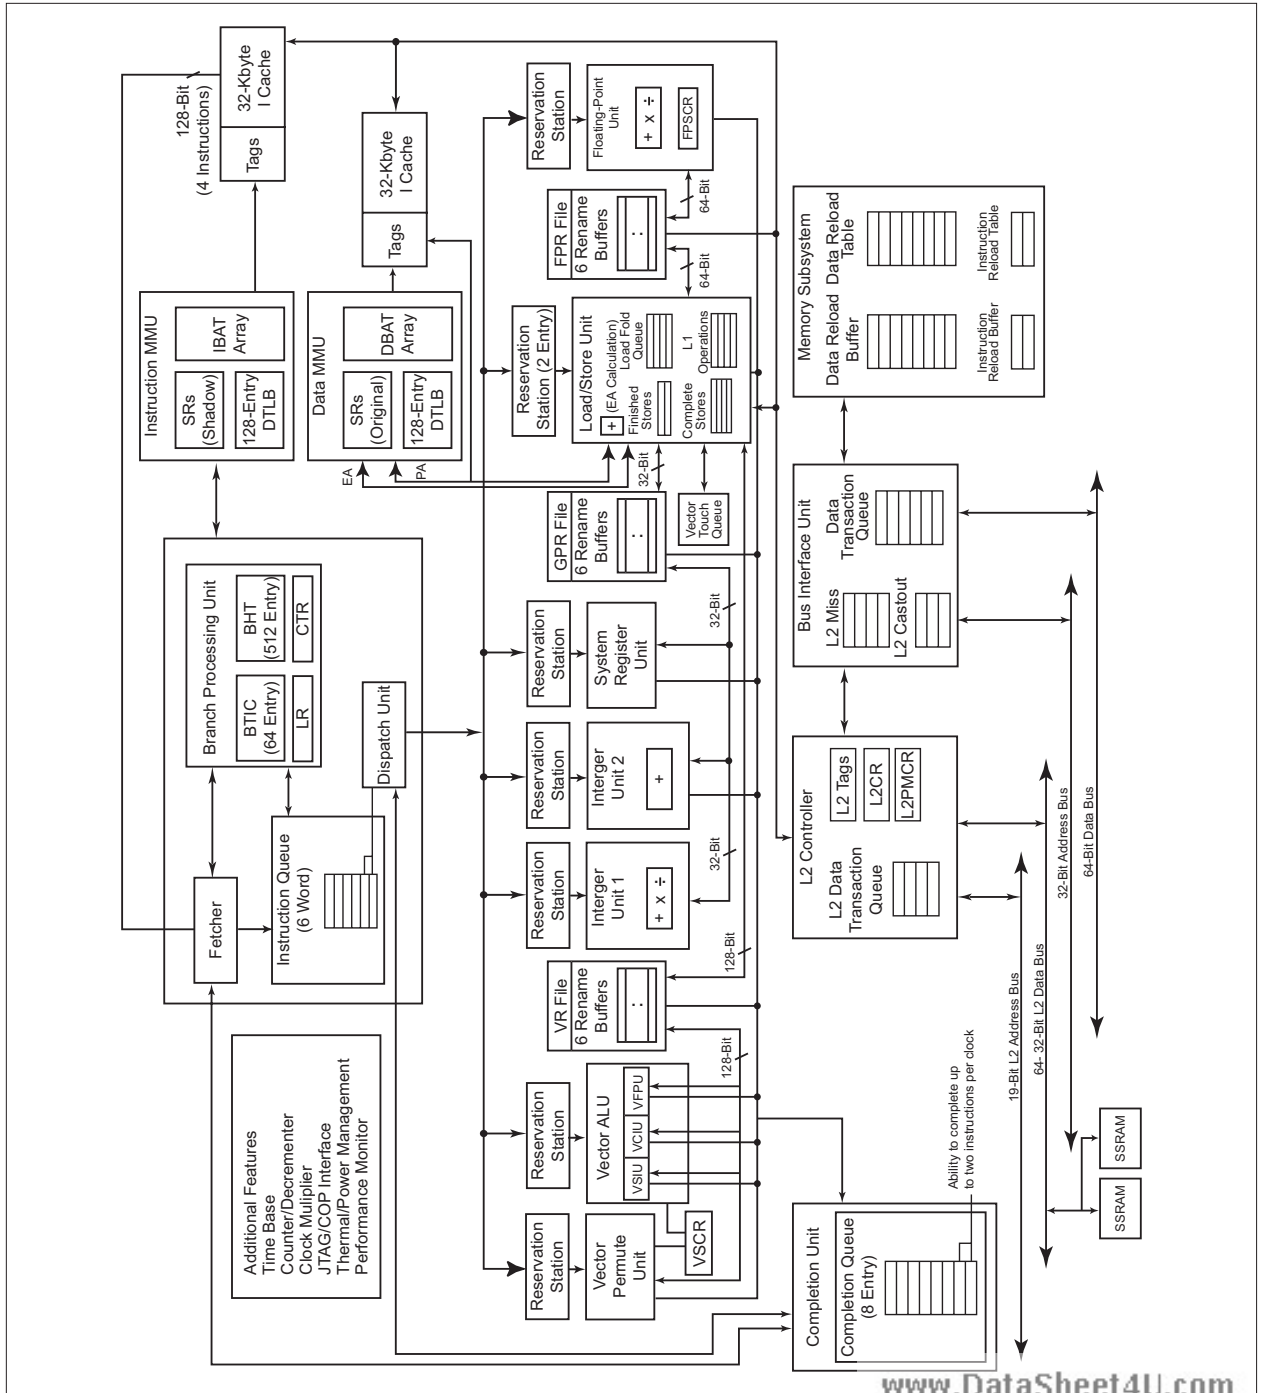 Additional Features
Time Base
Counter/Decrementer
Clock Muliplier
JTAG/COP Interface
Thermal/Power Management
Performance Monitor
Fetcher
Instruction Queue
(6 Word)
Branch Processing Unit
BTIC
(64 Entry)
LR
BHT
(512 Entry)
CTR
Dispatch Unit
128-Bit
(4 Instructions)
Instruction MMU
SRs
(Shadow)
128-Entry
DTLB
IBAT
Array
Tags
32-Kbyte
I Cache
Data MMU
SRs
(Original)
128-Entry
DTLB
DBAT
Array
Tags
32-Kbyte
I Cache
EA
PA
Reservation
Station
Vector
Permute
Unit
VSCR
Reservation
Station
Vector ALU
VSIU
VCIU
VFPU
128-Bit
VR File
6 Rename
Buffers
:
128-Bit
Reservation
Station
Interger
Unit 1
+ x ÷
32-Bit
Reservation
Station
Interger
Unit 2
+
Reservation
Station
System
Register
Unit
32-Bit
GPR File
6 Rename
Buffers
:
32-Bit
Vector
Touch
Queue
Reservation
Station (2 Entry)
Load/Store Unit
+
(EA Calculation)
Finished
Stores
Load Fold
Queue
Complete
Stores
L1
Operations
64-Bit
FPR File
6 Rename
Buffers
:
64-Bit
Reservation
Station
Floating-Point
Unit
+ x ÷
FPSCR
Completion Unit
Completion Queue
(8 Entry)
Ability to complete up
to two instructions per clock
L2 Controller
L2 Data
Transaction
Queue
L2 Tags
L2CR
L2PMCR
Bus Interface Unit
L2 Miss
L2 Castout
Data
Transaction
Queue
Memory Subsystem
Data Reload
Buffer
Data Reload
Table
Instruction
Reload Buffer
Instruction
Reload Table
19-Bit L2 Address Bus
64- 32-Bit L2 Data Bus
32-Bit Address Bus
64-Bit Data Bus
SSRAM
SSRAM
www.DataSheet4U.com